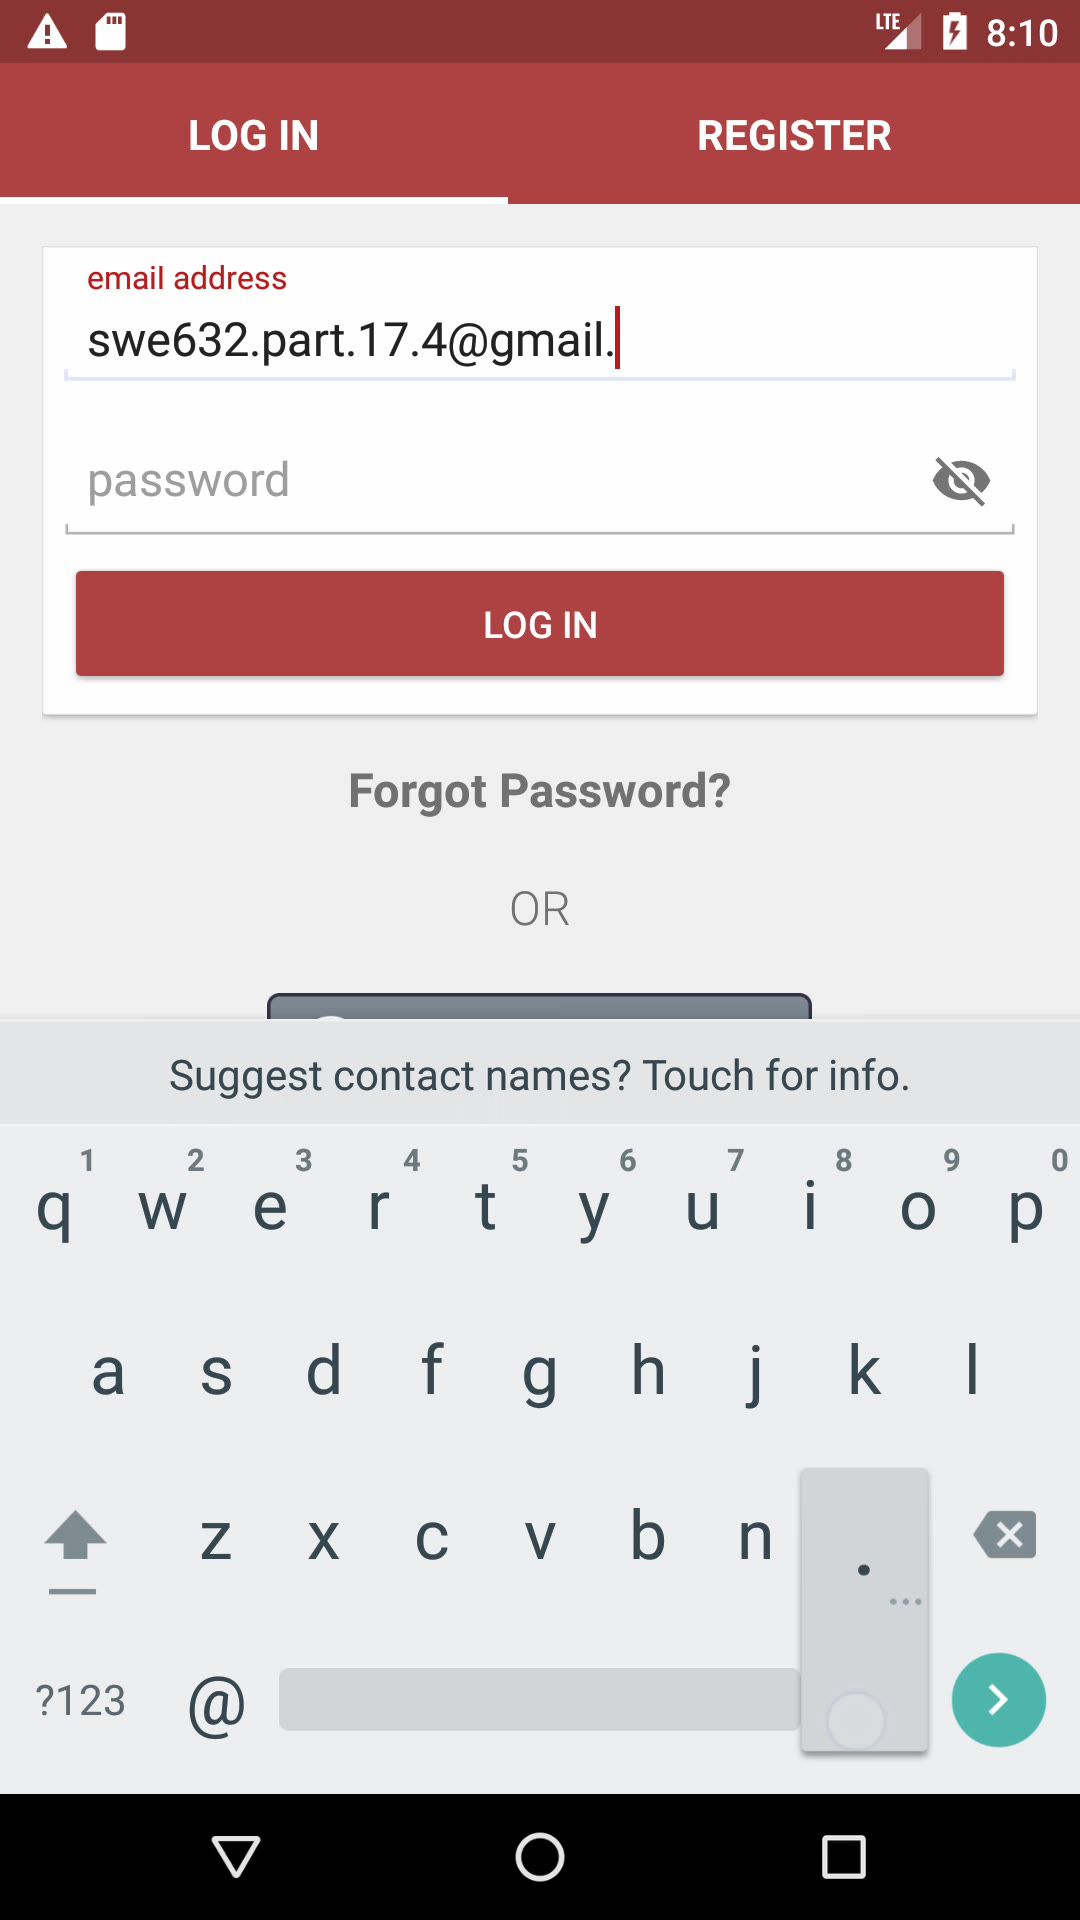 LTE 8:10
LOG IN REGISTER
email address
swe632.part.17.4@gmail.
password
LOG IN
Forgot Password?
OR
Suggest contact names? Touch for info.
1 2 3 4 5 6 7 8 9 0
q w e r t y u i o p
a s d f g h j k l
z x c v b n .
?123 @